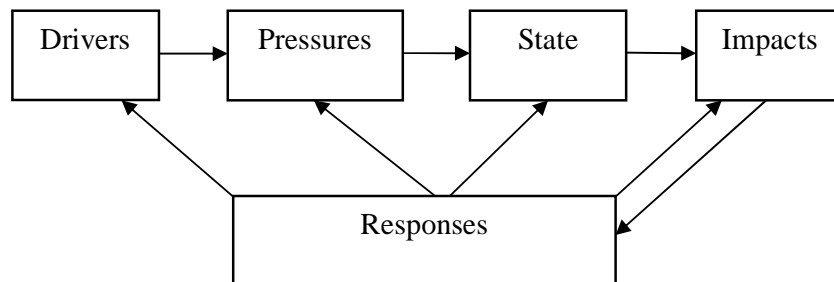 Drivers
Pressures
State
Impacts
Responses